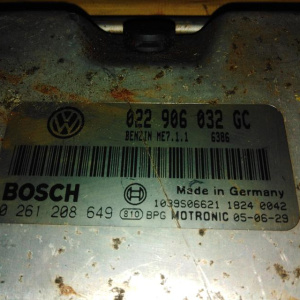 022 906 032 GC
BENZIN ME7.1.1 6386
BOSCH
Made in Germany
1039S06621 1824 0042
0 261 208 649 810 BPG MOTRONIC 05-06-29